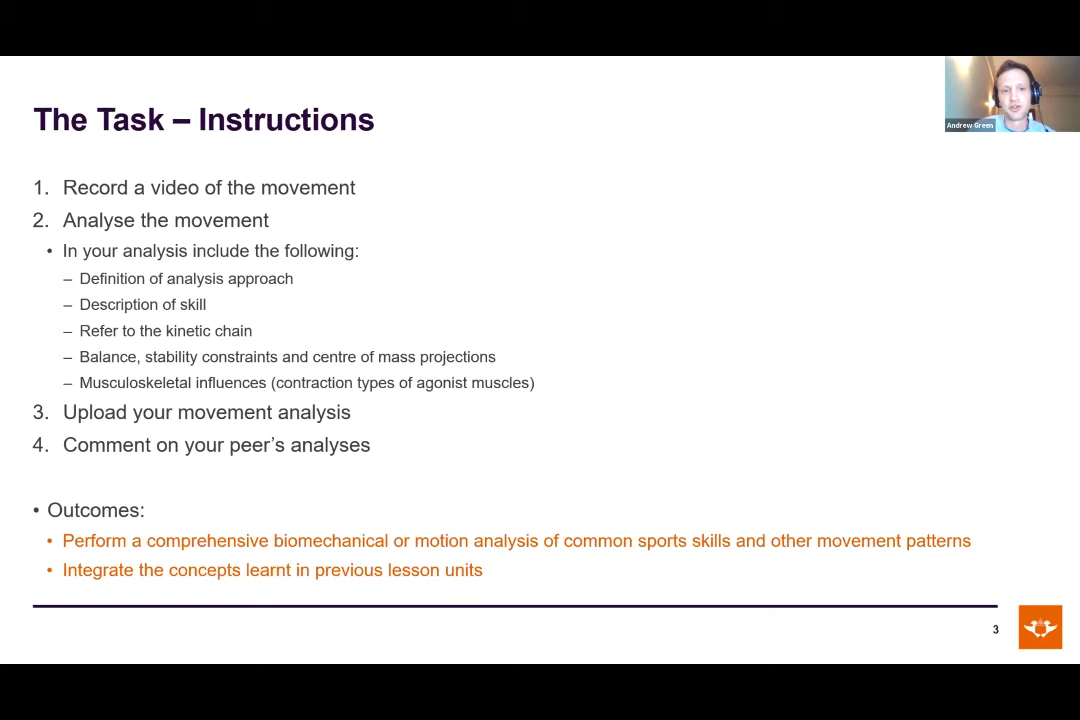 The Task – Instructions
Andrew Green
1. Record a video of the movement
2. Analyse the movement
• In your analysis include the following:
– Definition of analysis approach
– Description of skill
– Refer to the kinetic chain
– Balance, stability constraints and centre of mass projections
– Musculoskeletal influences (contraction types of agonist muscles)
3. Upload your movement analysis
4. Comment on your peer’s analyses
• Outcomes:
• Perform a comprehensive biomechanical or motion analysis of common sports skills and other movement patterns
• Integrate the concepts learnt in previous lesson units
3